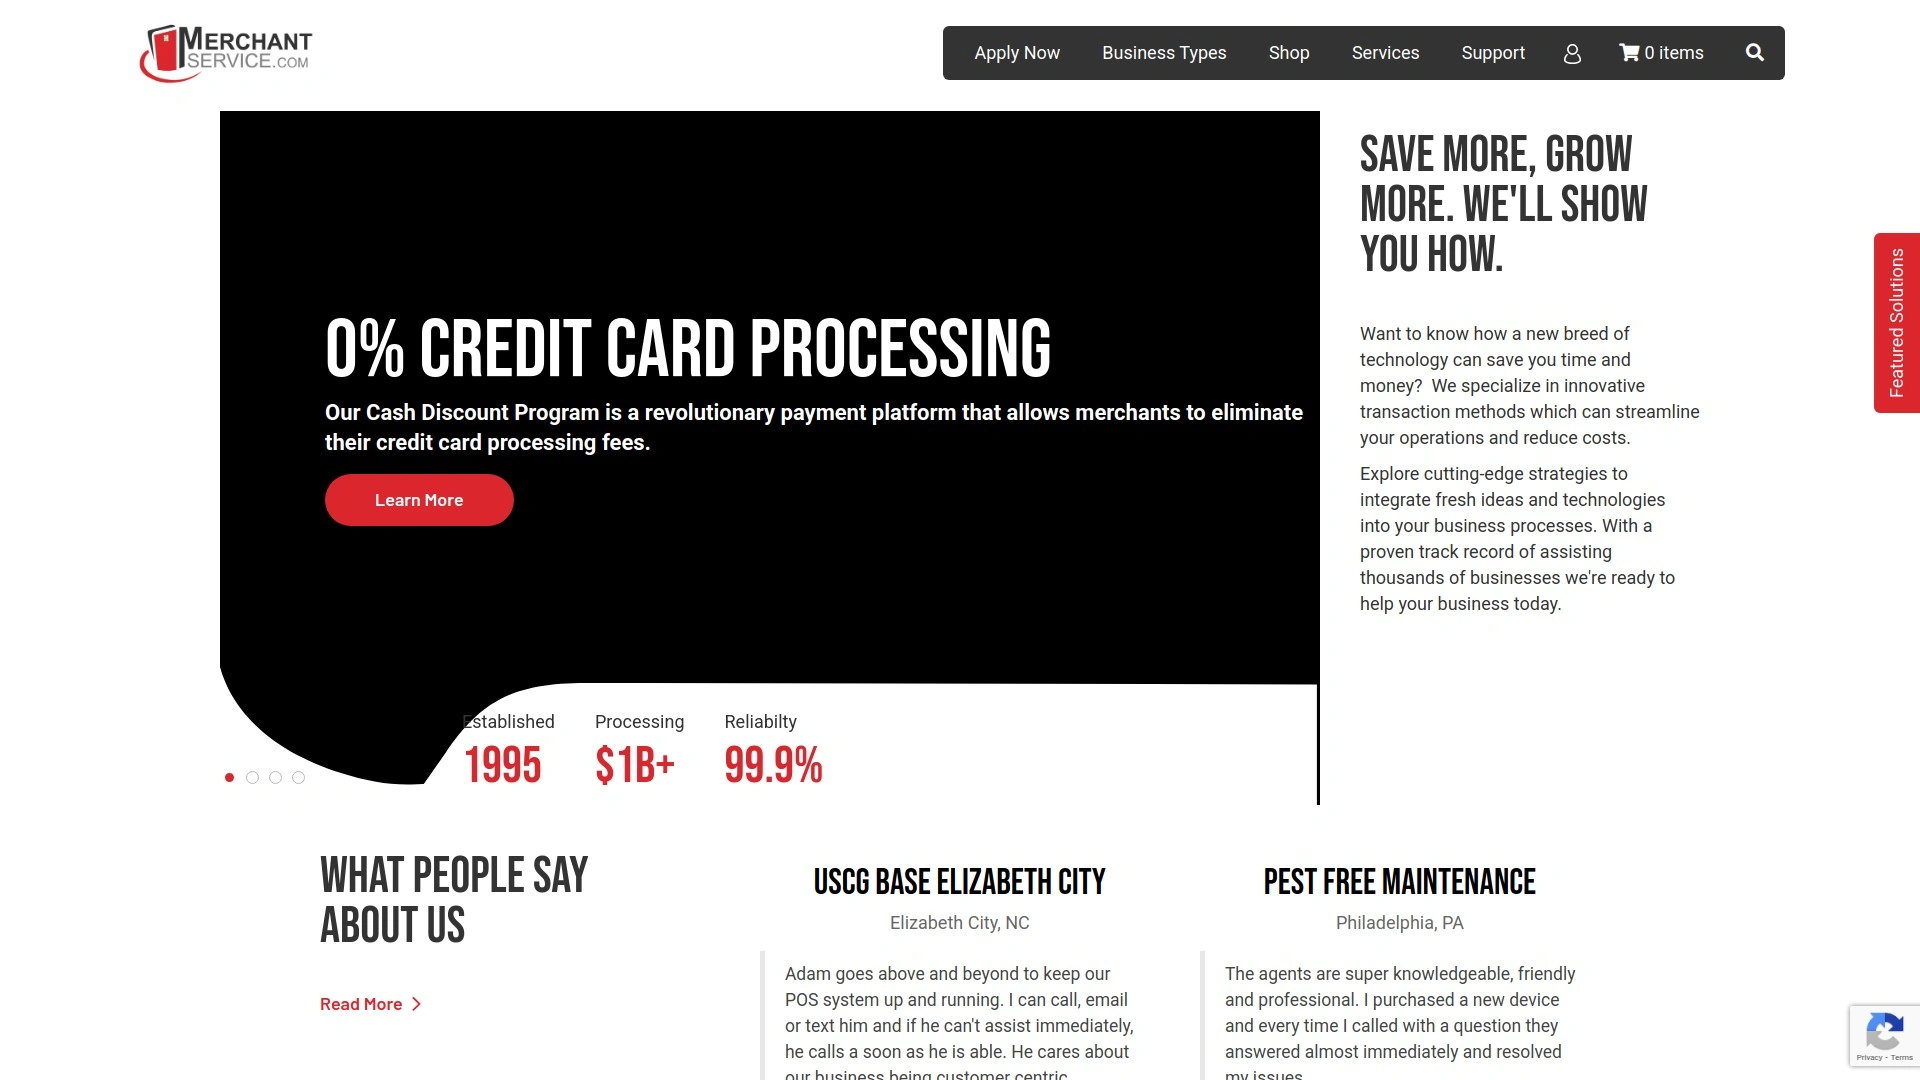 MERCHANT
SERVICE.COM
Apply Now
Business Types
Shop
Services
Support
0 items
0% CREDIT CARD PROCESSING
Our Cash Discount Program is a revolutionary payment platform that allows merchants to eliminate
their credit card processing fees.
Learn More
SAVE MORE, GROW
MORE. WE'LL SHOW
YOU HOW.
Want to know how a new breed of
technology can save you time and
money?  We specialize in innovative
transaction methods which can streamline
your operations and reduce costs.
Explore cutting-edge strategies to
integrate fresh ideas and technologies
into your business processes. With a
proven track record of assisting
thousands of businesses we're ready to
help your business today.
Featured Solutions
Established
1995
Processing
$1B+
Reliabilty
99.9%
WHAT PEOPLE SAY
ABOUT US
Read More
USCG BASE ELIZABETH CITY
Elizabeth City, NC
Adam goes above and beyond to keep our
POS system up and running. I can call, email
or text him and if he can't assist immediately,
he calls a soon as he is able. He cares about
our business being customer centric
PEST FREE MAINTENANCE
Philadelphia, PA
The agents are super knowledgeable, friendly
and professional. I purchased a new device
and every time I called with a question they
answered almost immediately and resolved
my issues
Privacy - Terms